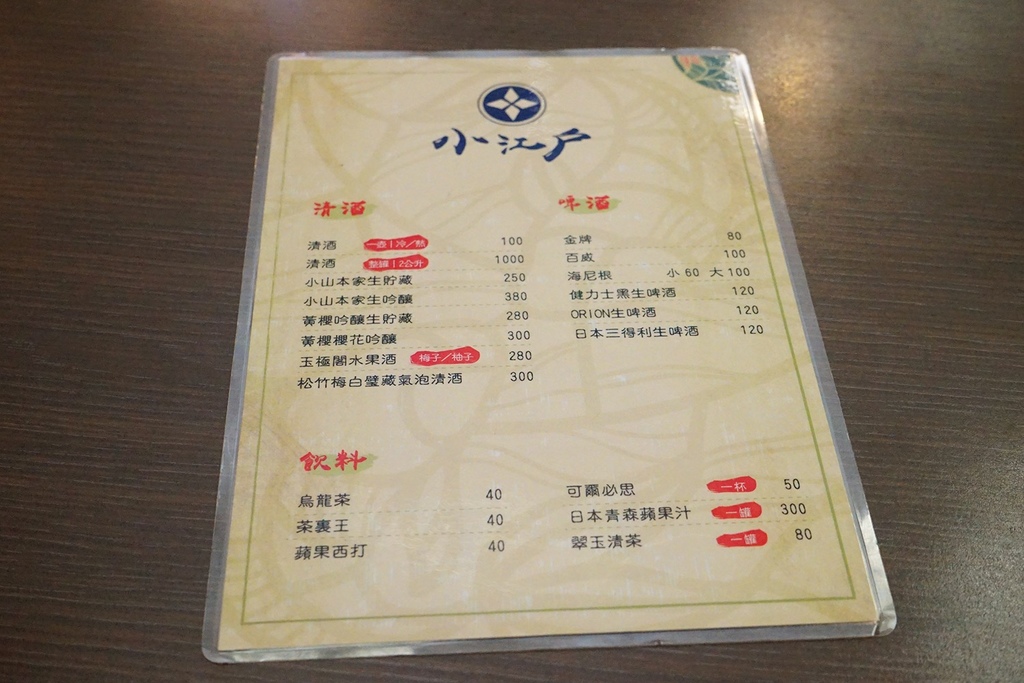 小江戶
清酒
清酒 一壺|冷/熱 100
清酒 整罐|2公升 1000
小山本家生貯藏 250
小山本家生吟釀 380
黃櫻吟釀生貯藏 280
黃櫻櫻花吟釀 300
玉極閣水果酒 梅子/柚子 280
松竹梅白璧藏氣泡清酒 300
啤酒
金牌 80
百威 100
海尼根 小 60 大 100
健力士黑生啤酒 120
ORION生啤酒 120
日本三得利生啤酒 120
飲料
烏龍茶 40
茶裏王 40
蘋果西打 40
可爾必思 一杯 50
日本青森蘋果汁 一罐 300
翠玉清茶 一罐 80